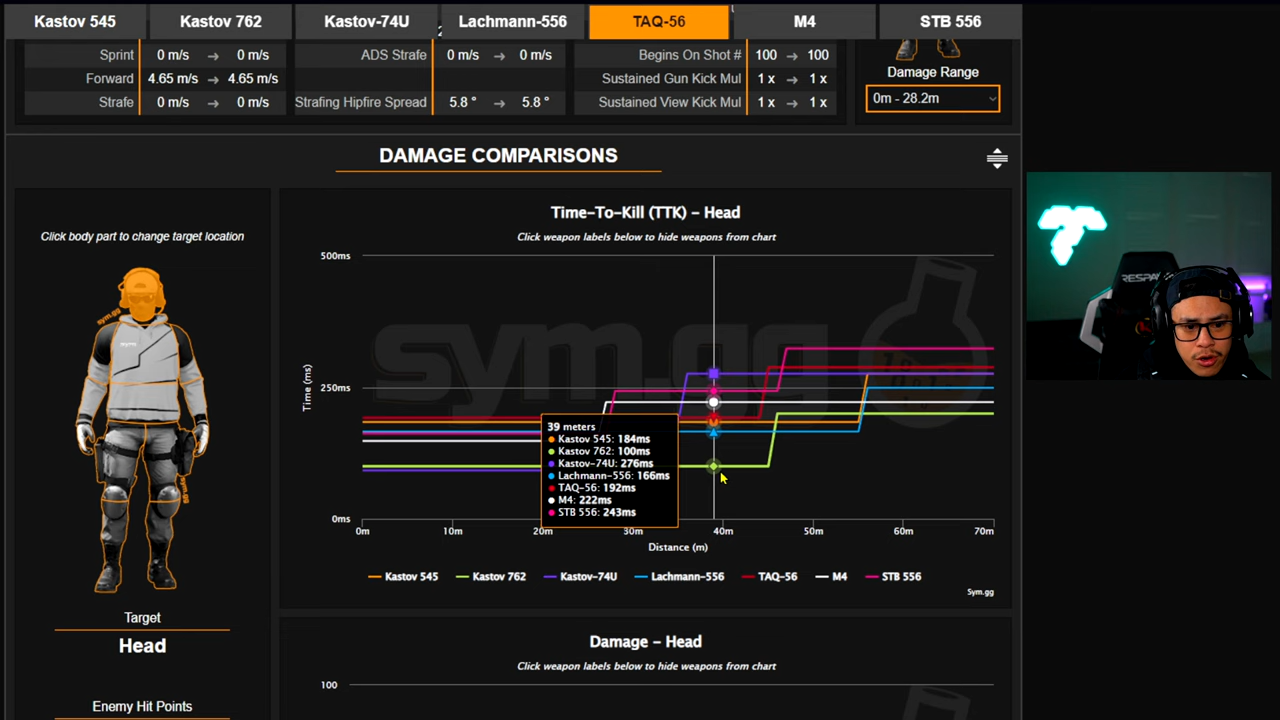 Kastov 545
Kastov 762
Kastov-74U
Lachmann-556
TAQ-56
M4
STB 556
Sprint 0 m/s → 0 m/s
Forward 4.65 m/s → 4.65 m/s
Strafe 0 m/s → 0 m/s
ADS Strafe 0 m/s → 0 m/s
Strafing Hipfire Spread 5.8 ° → 5.8 °
Begins On Shot # 100 → 100
Sustained Gun Kick Mul 1 x → 1 x
Sustained View Kick Mul 1 x → 1 x
Damage Range
0m - 28.2m
DAMAGE COMPARISONS
Click body part to change target location
sym.gg
Target
Head
Enemy Hit Points
Time-To-Kill (TTK) – Head
Click weapon labels below to hide weapons from chart
500ms
250ms
0ms
Time (ms)
sym.gg
39 meters
Kastov 545: 184ms
Kastov 762: 100ms
Kastov-74U: 276ms
Lachmann-556: 166ms
TAQ-56: 192ms
M4: 222ms
STB 556: 243ms
0m 10m 20m 30m 40m 50m 60m 70m
Distance (m)
Kastov 545 Kastov 762 Kastov-74U Lachmann-556 TAQ-56 M4 STB 556
Sym.gg
Damage – Head
Click weapon labels below to hide weapons from chart
100
RESPAW